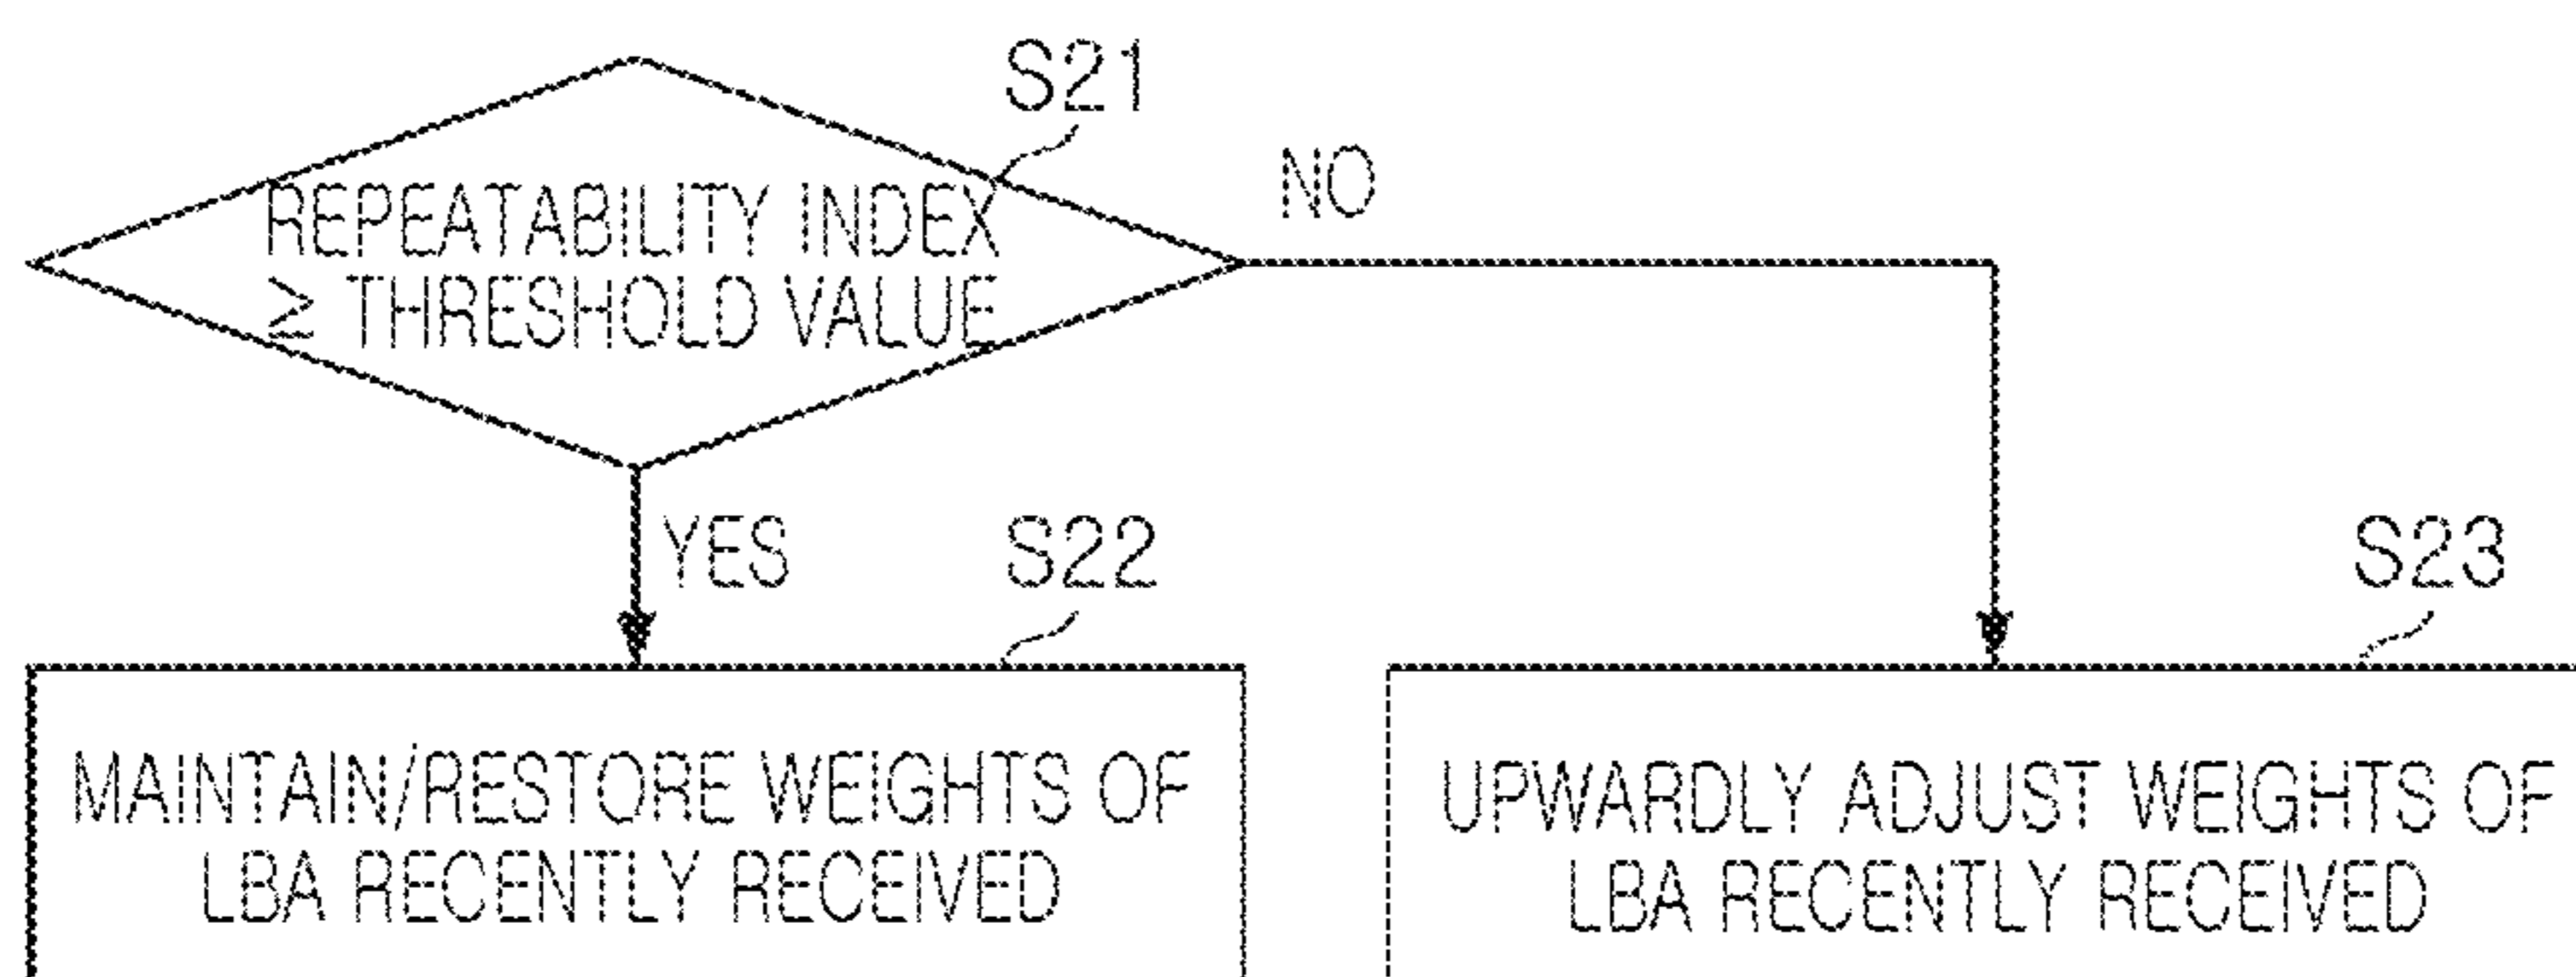 S21
REPEATABILITY INDEX
≥ THRESHOLD VALUE
NO
YES
S22
S23
MAINTAIN/RESTORE WEIGHTS OF
LBA RECENTLY RECEIVED
UPWARDLY ADJUST WEIGHTS OF
LBA RECENTLY RECEIVED